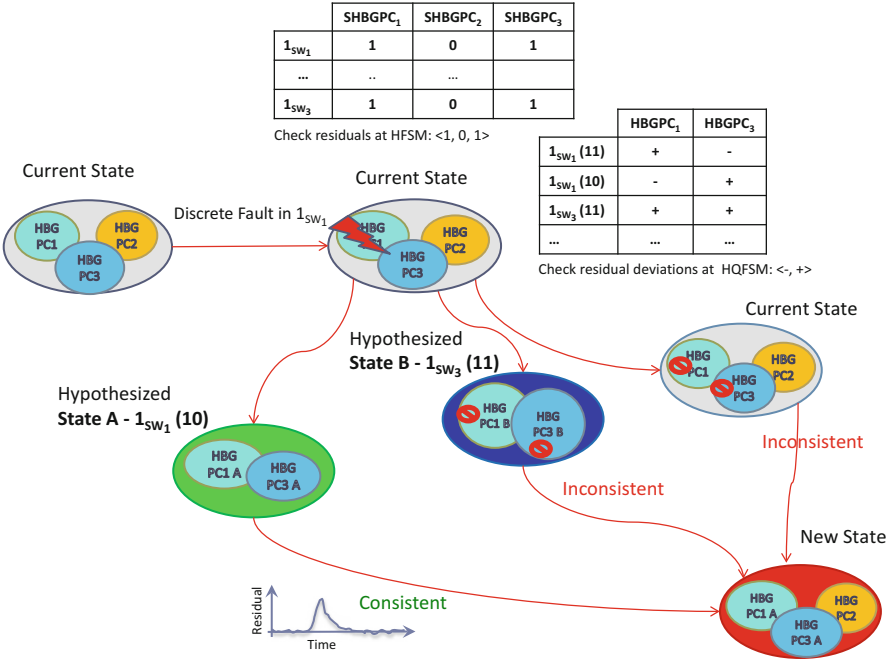 SHBGPC₁ SHBGPC₂ SHBGPC₃
1SW₁ 1 0 1
... .. ...
1SW₃ 1 0 1
Check residuals at HFSM: <1, 0, 1>
HBGPC₁ HBGPC₃
1SW₁ (11) + -
1SW₁ (10) - +
1SW₃ (11) + +
... ... ...
Check residual deviations at HQFSM: <-, +>
Current State
HBG
PC1
HBG
PC2
HBG
PC3
Discrete Fault in 1SW₁
Current State
HBG
PC1
HBG
PC2
HBG
PC3
Current State
HBG
PC1
HBG
PC2
HBG
PC3
Hypothesized
State A - 1SW₁ (10)
HBG
PC1 A
HBG
PC3 A
Hypothesized
State B - 1SW₃ (11)
HBG
PC1 B
HBG
PC3 B
Inconsistent
Inconsistent
New State
HBG
PC1 A
HBG
PC2
HBG
PC3 A
Residual
Time
Consistent